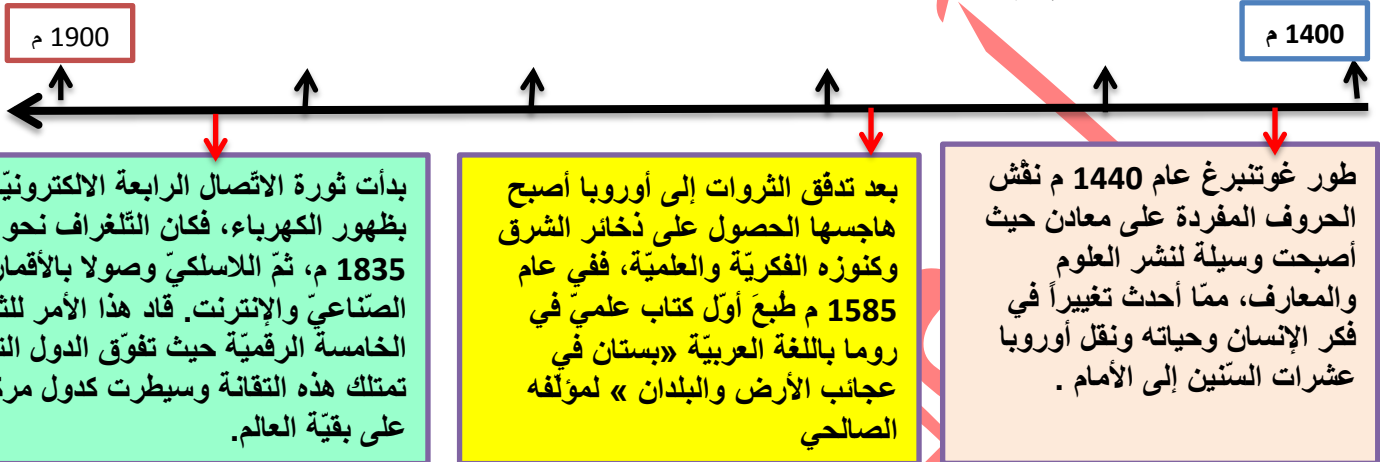 1400 م
1900 م
طور غوتنبرغ عام 1440 م نقْش
الحروف المفردة على معادن حيث
أصبحت وسيلة لنشر العلوم
والمعارف، ممّا أحدث تغييراً في
فكر الإنسان وحياته ونقل أوروبا
عشرات السّنين إلى الأمام .
بعد تدفّق الثروات إلى أوروبا أصبح
هاجسها الحصول على ذخائر الشرق
وكنوزه الفكريّة والعلميّة، ففي عام
1585 م طُبعَ أوّل كتاب علميّ في
روما باللغة العربيّة «بستان في
عجائب الأرض والبلدان » لمؤلّفه
الصالحي
بدأت ثورة الاتّصال الرابعة الالكترونيّ
بظهور الكهرباء، فكان التّلغراف نحو
1835 م، ثمّ اللاسلكيّ وصولا بالأقمار
الصّناعيّ والإنترنت. قاد هذا الأمر
الخامسة الرقميّة حيث تفوّق الدول
تمتلك هذه التقانة وسيطرت كدول
على بقيّة العالم.